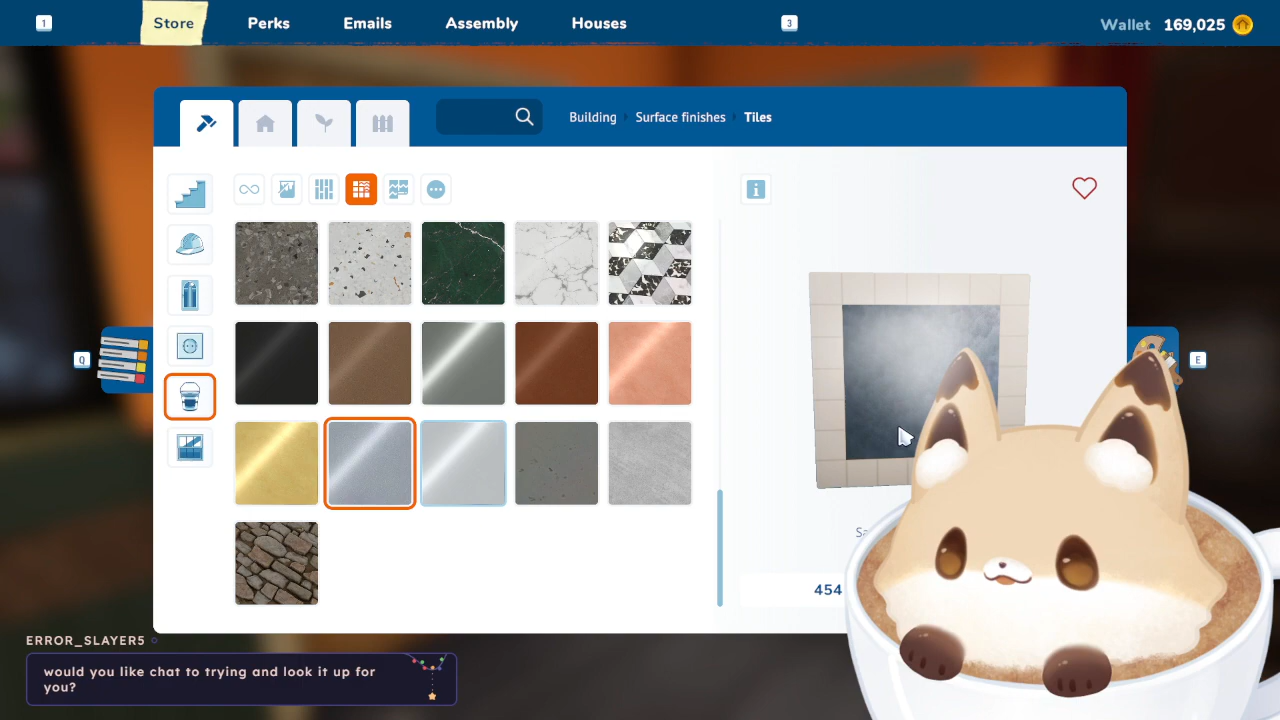 1
Store
Perks
Emails
Assembly
Houses
3
Wallet 169,025
Building
Surface finishes
Tiles
Q
E
454
ERROR_SLAYER5
would you like chat to trying and look it up for
you?